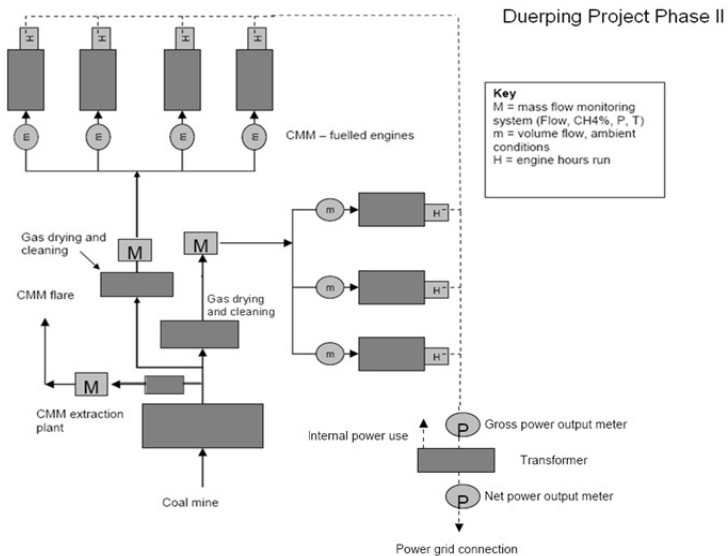 Duerping Project Phase II
H H H H
Key
M = mass flow monitoring
system (Flow, CH4%, P, T)
m = volume flow, ambient
conditions
H = engine hours run
m m m m
CMM – fuelled engines
m H
Gas drying and
cleaning
M M
CMM flare
Gas drying
and cleaning
m H
m H
M
CMM extraction
plant
Internal power use
P
Gross power output meter
Transformer
Coal mine
P
Net power output meter
Power grid connection